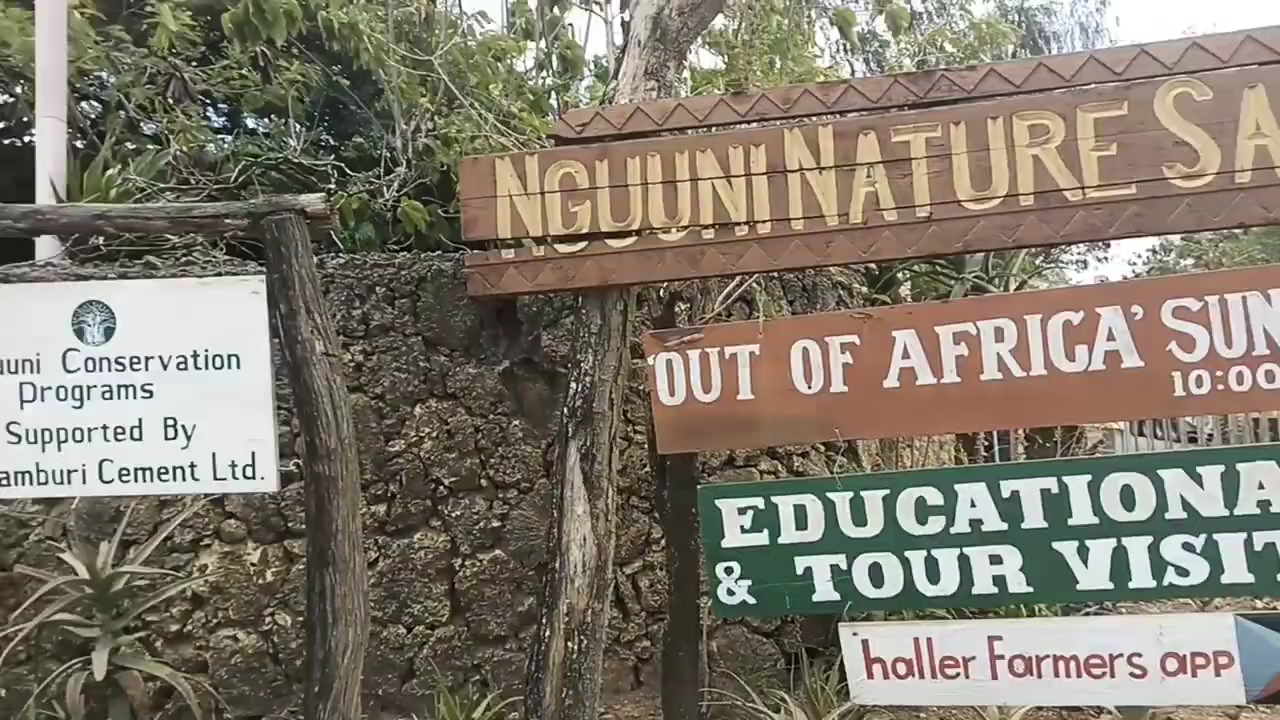 NGUUNI NATURE SA
uuni Conservation
Programs
Supported By
amburi Cement Ltd.
'OUT OF AFRICA' SUN
10:00
EDUCATIONA
& TOUR VISIT
haller Farmers app